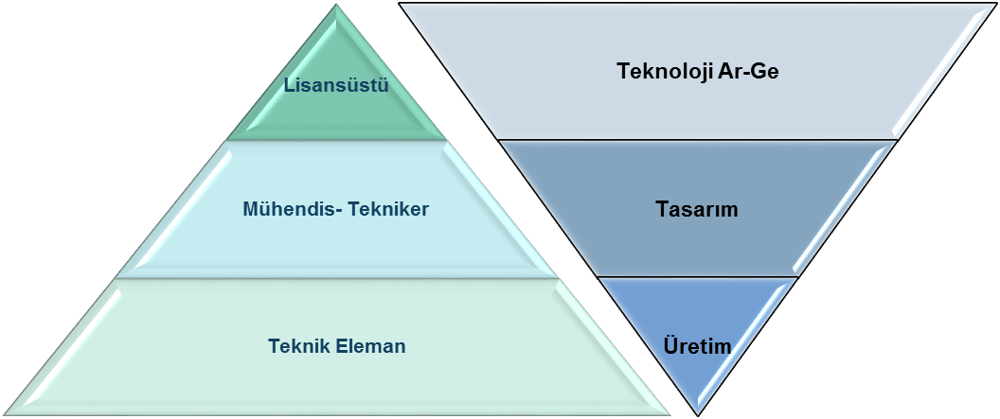 Lisansüstü
Mühendis- Tekniker
Teknik Eleman
Teknoloji Ar-Ge
Tasarım
Üretim